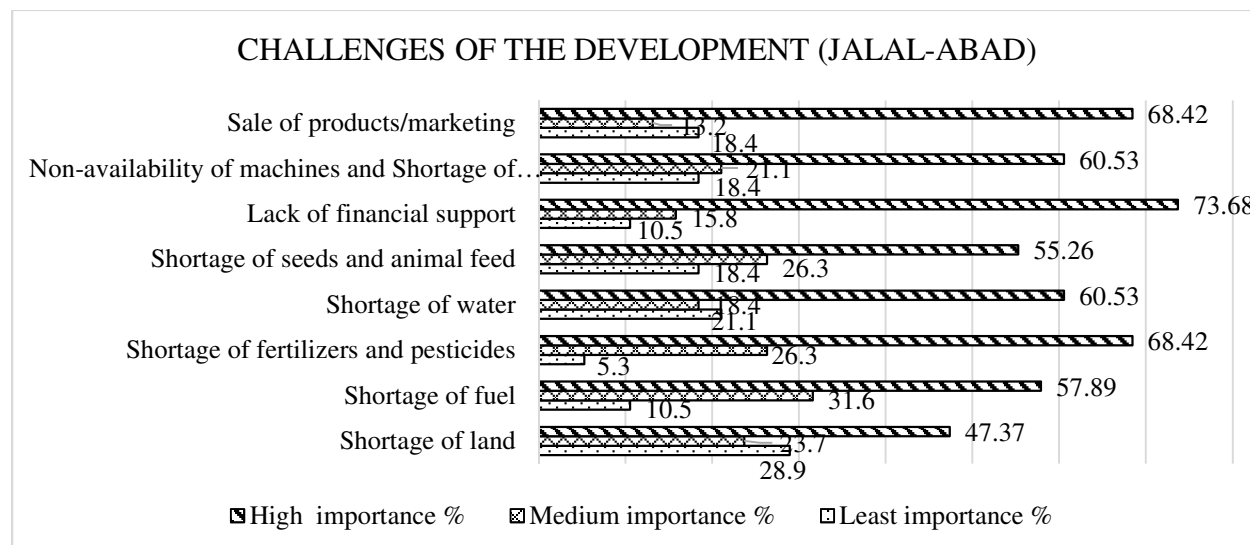 CHALLENGES OF THE DEVELOPMENT (JALAL-ABAD)
Sale of products/marketing
68.42
13.2
18.4
Non-availability of machines and Shortage of…
60.53
21.1
18.4
Lack of financial support
73.68
15.8
10.5
Shortage of seeds and animal feed
55.26
26.3
18.4
Shortage of water
60.53
18.4
21.1
Shortage of fertilizers and pesticides
68.42
26.3
5.3
Shortage of fuel
57.89
31.6
10.5
Shortage of land
47.37
23.7
28.9
High  importance %    Medium importance %    Least importance %